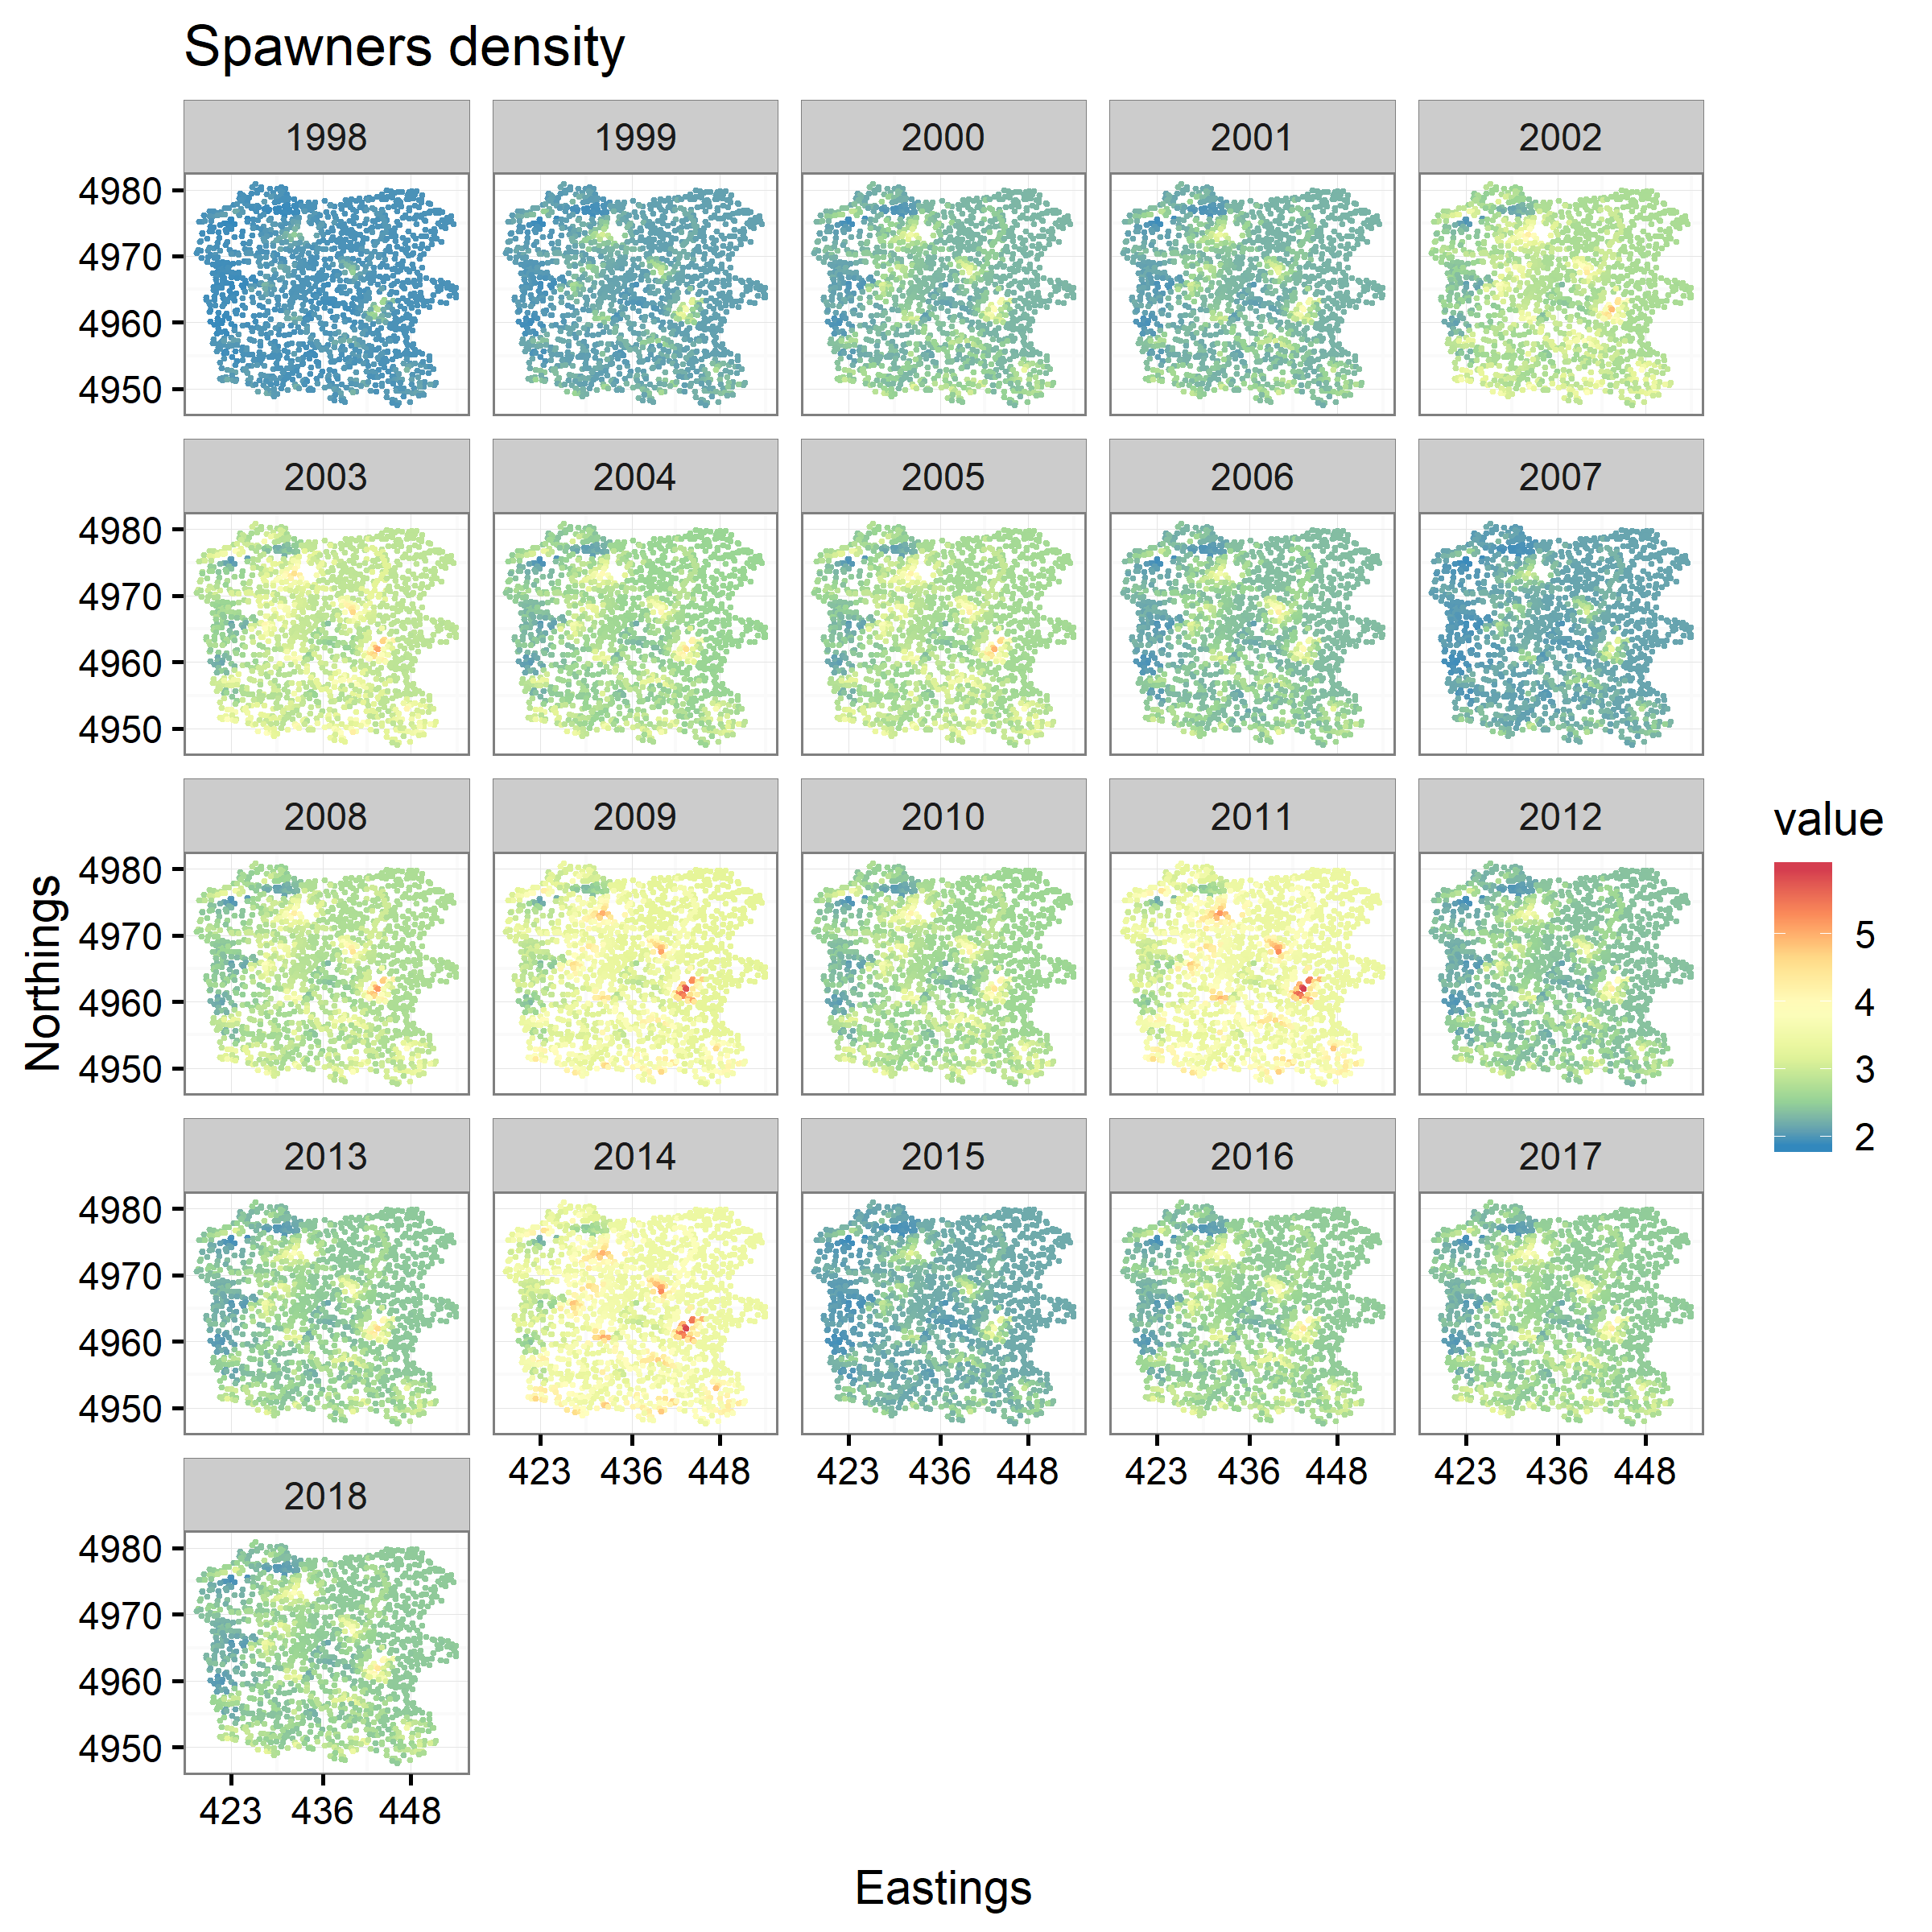 Spawners density
1998 1999 2000 2001 2002
4980
4970
4960
4950
2003 2004 2005 2006 2007
4980
4970
4960
4950
2008 2009 2010 2011 2012
4980
4970
4960
4950
Northings
value
5
4
3
2
2013 2014 2015 2016 2017
4980
4970
4960
4950
423 436 448 423 436 448 423 436 448 423 436 448
2018
4980
4970
4960
4950
423 436 448
Eastings